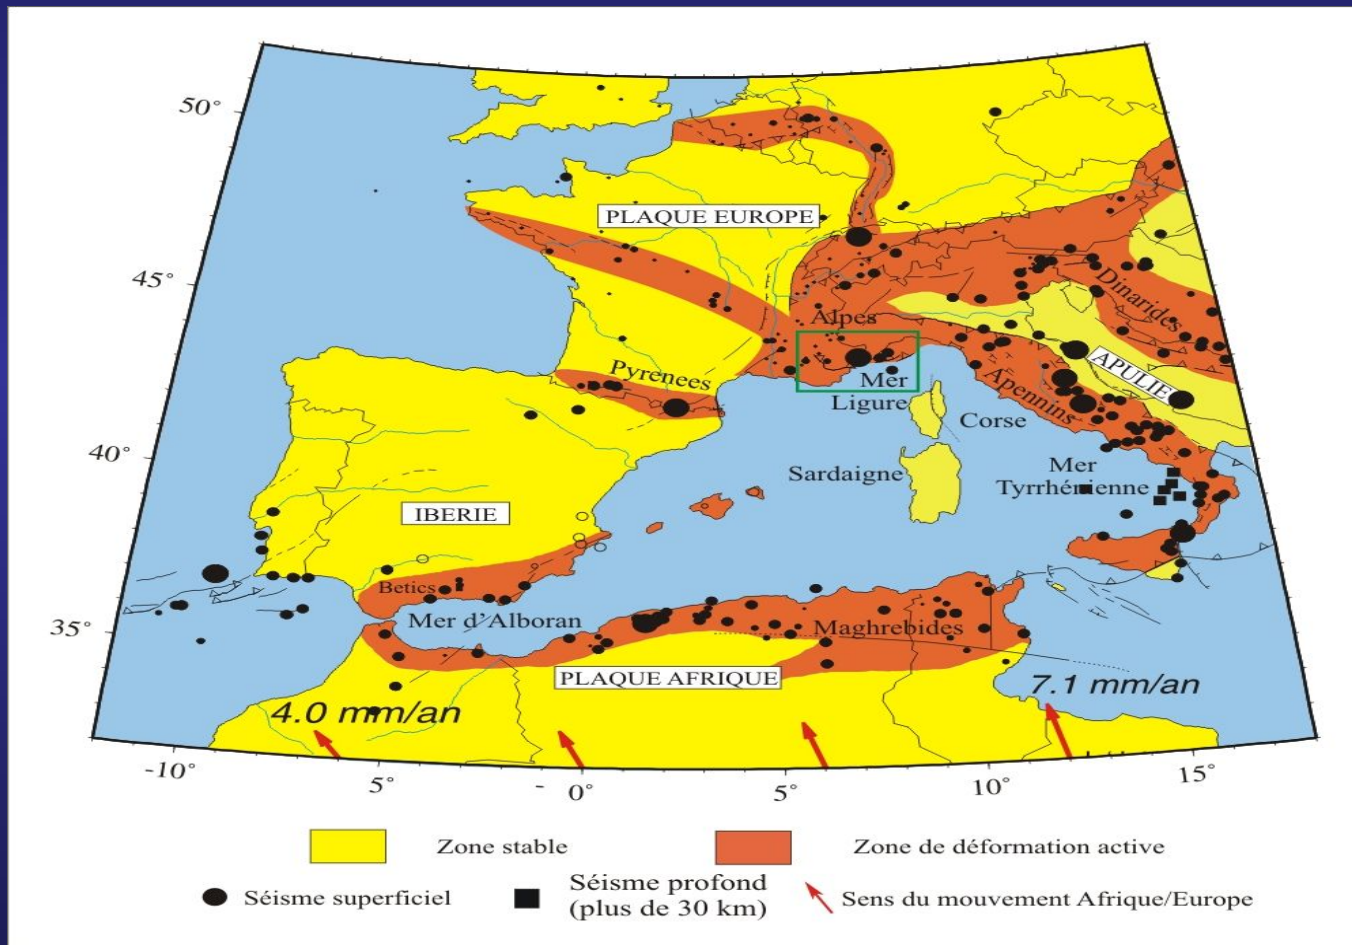 50°
PLAQUE EUROPE
45°
Dinarides
Alpes
APULIE
Pyrenees
Mer
Ligure
Apennins
Corse
40°
Mer
Tyrrhénienne
Sardaigne
IBERIE
Betics
Mer d'Alboran
Maghrebides
35°
PLAQUE AFRIQUE
7.1 mm/an
4.0 mm/an
-10°
5°
- 0°
5°
10°
15°
Zone stable
Zone de déformation active
Séisme superficiel
Séisme profond
(plus de 30 km)
Sens du mouvement Afrique/Europe